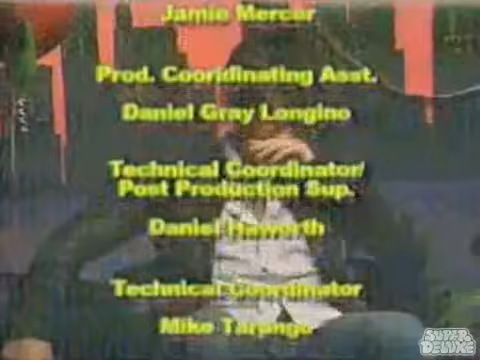 Jamie Mercer
Prod. Cooridinating Asst.
Daniel Gray Longino
Technical Coordinator/
Post Production Sup.
Daniel Haworth
Technical Coordinator
Mike Tarango
SUPER
DELUXE